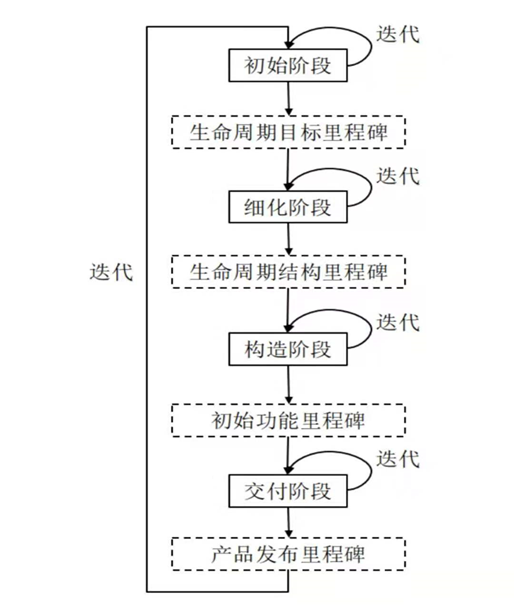 迭代
初始阶段
生命周期目标里程碑
迭代
细化阶段
迭代
生命周期结构里程碑
迭代
构造阶段
初始功能里程碑
迭代
交付阶段
产品发布里程碑